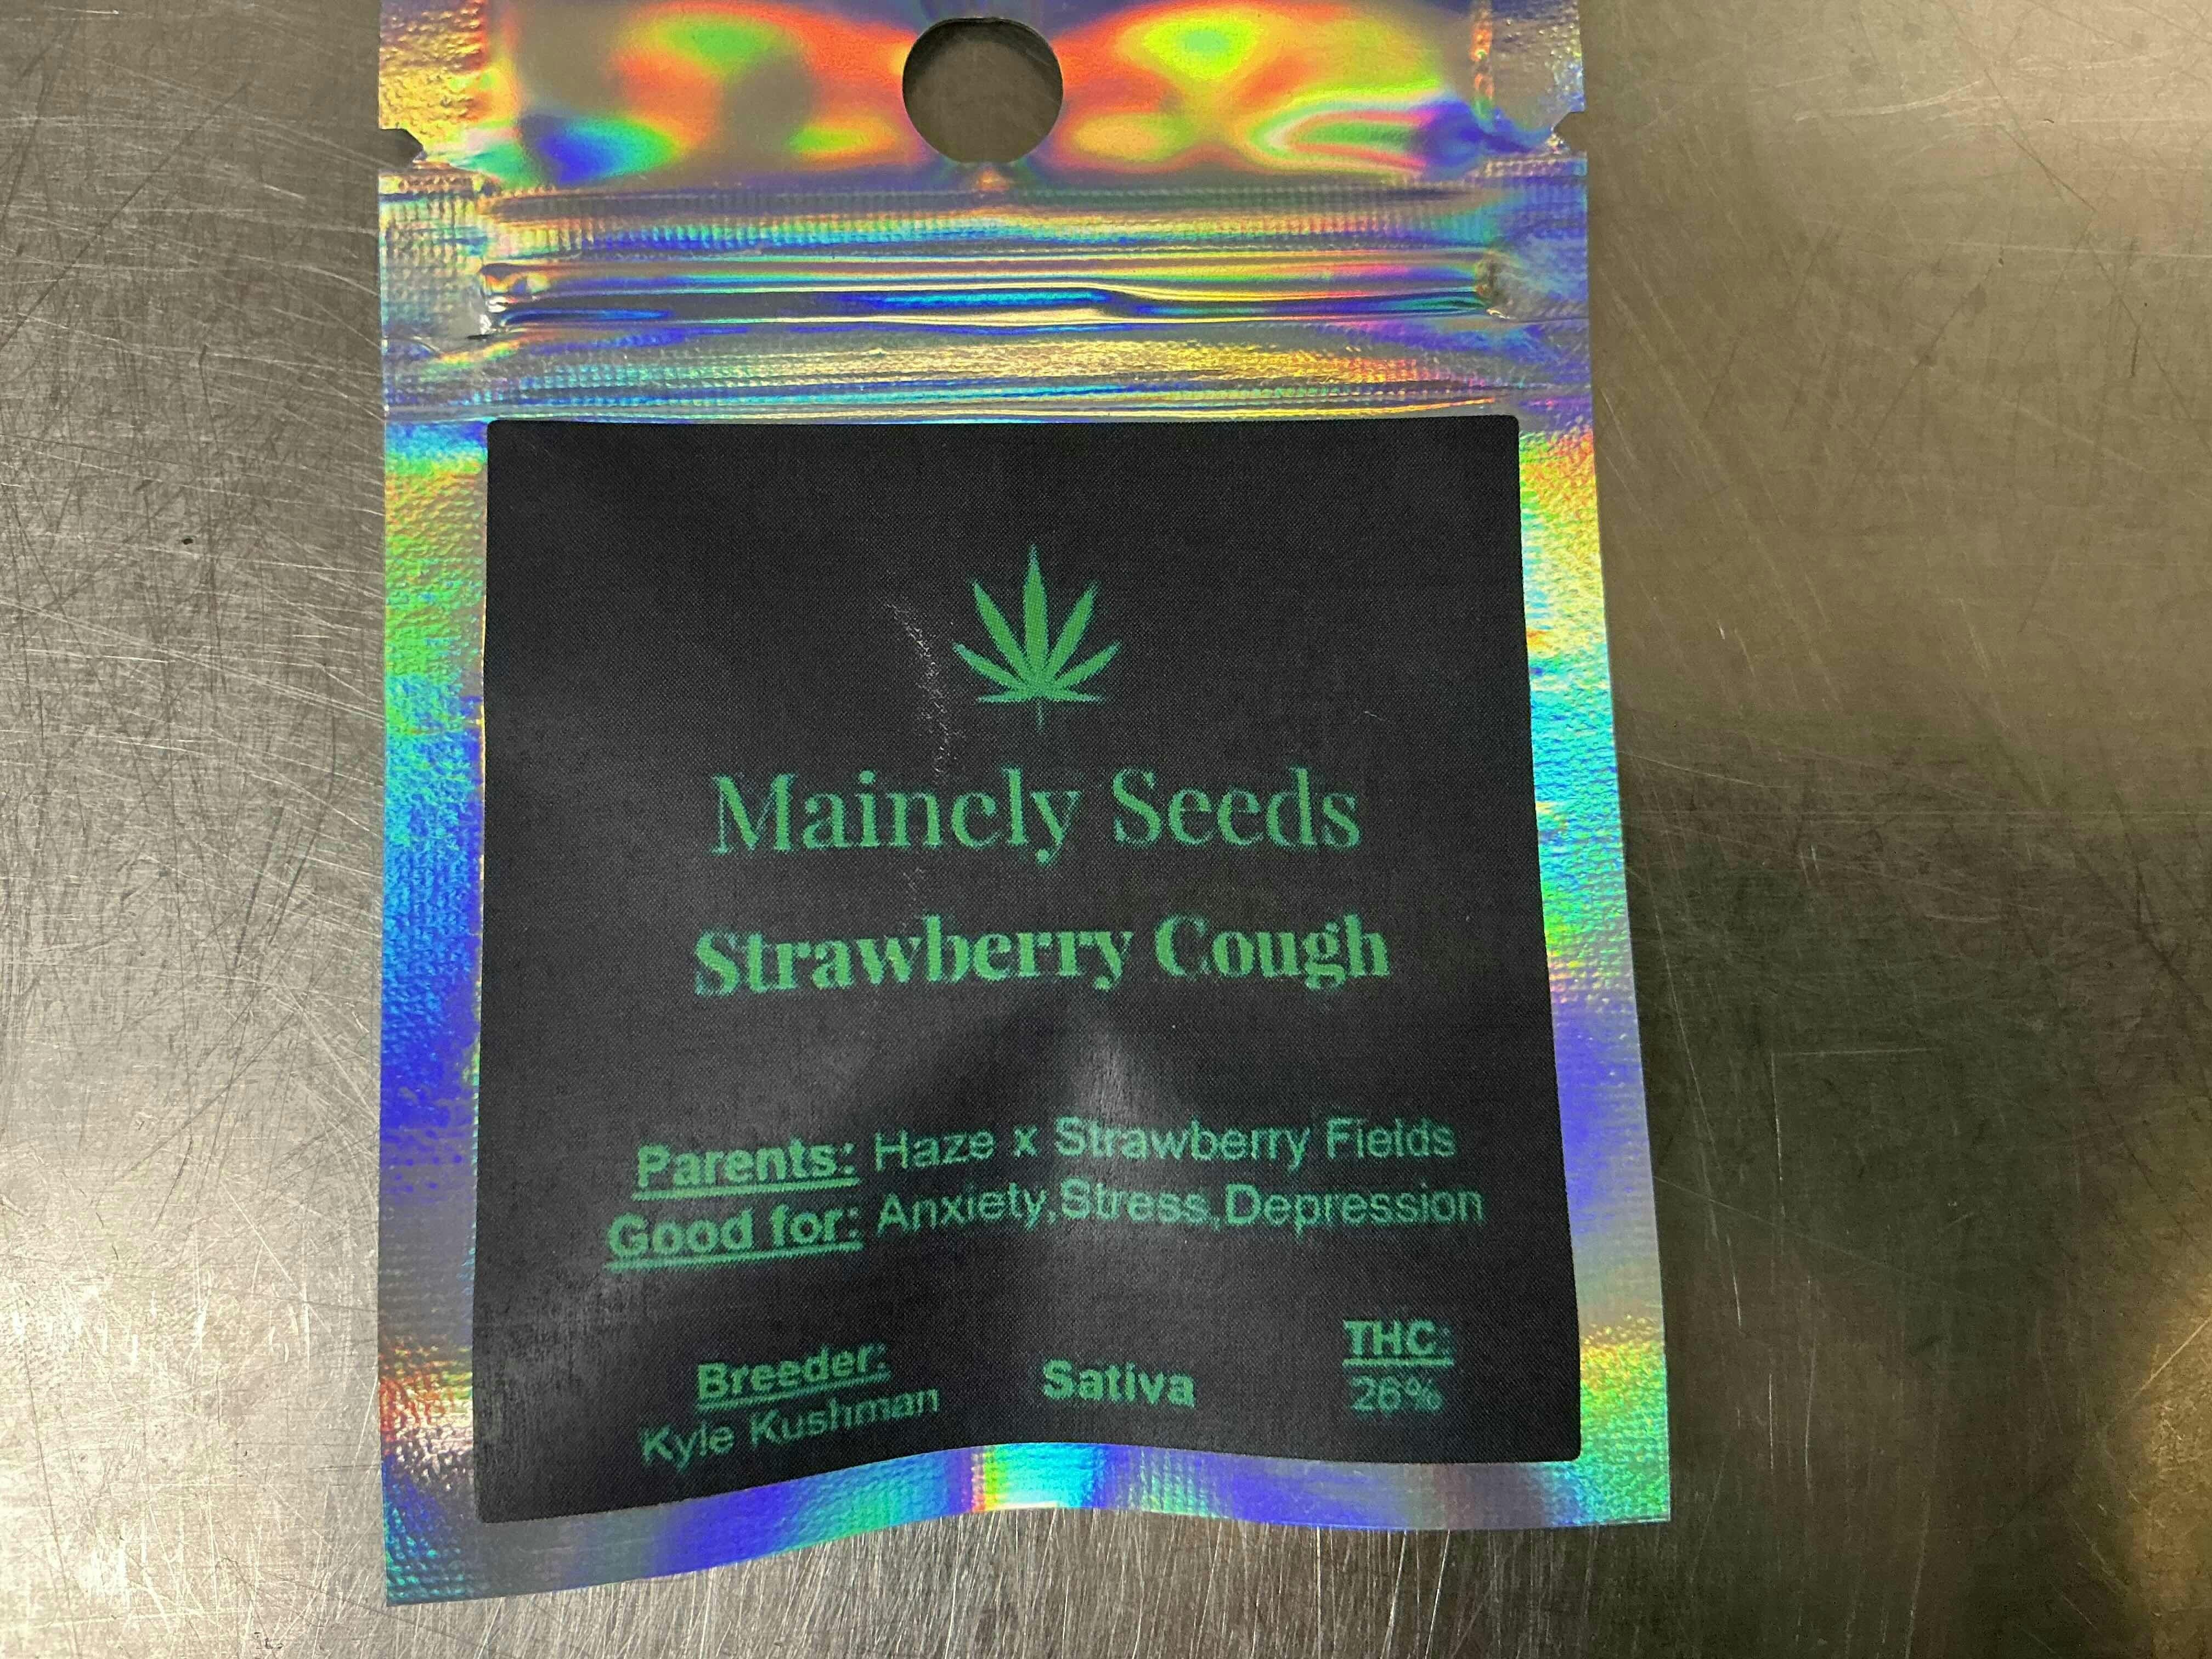 Mainely Seeds
Strawberry Cough
Parents: Haze x Strawberry Fields
Good for: Anxiety,Stress,Depression
Breeder:
Kyle Kushman
Sativa
THC:
26%